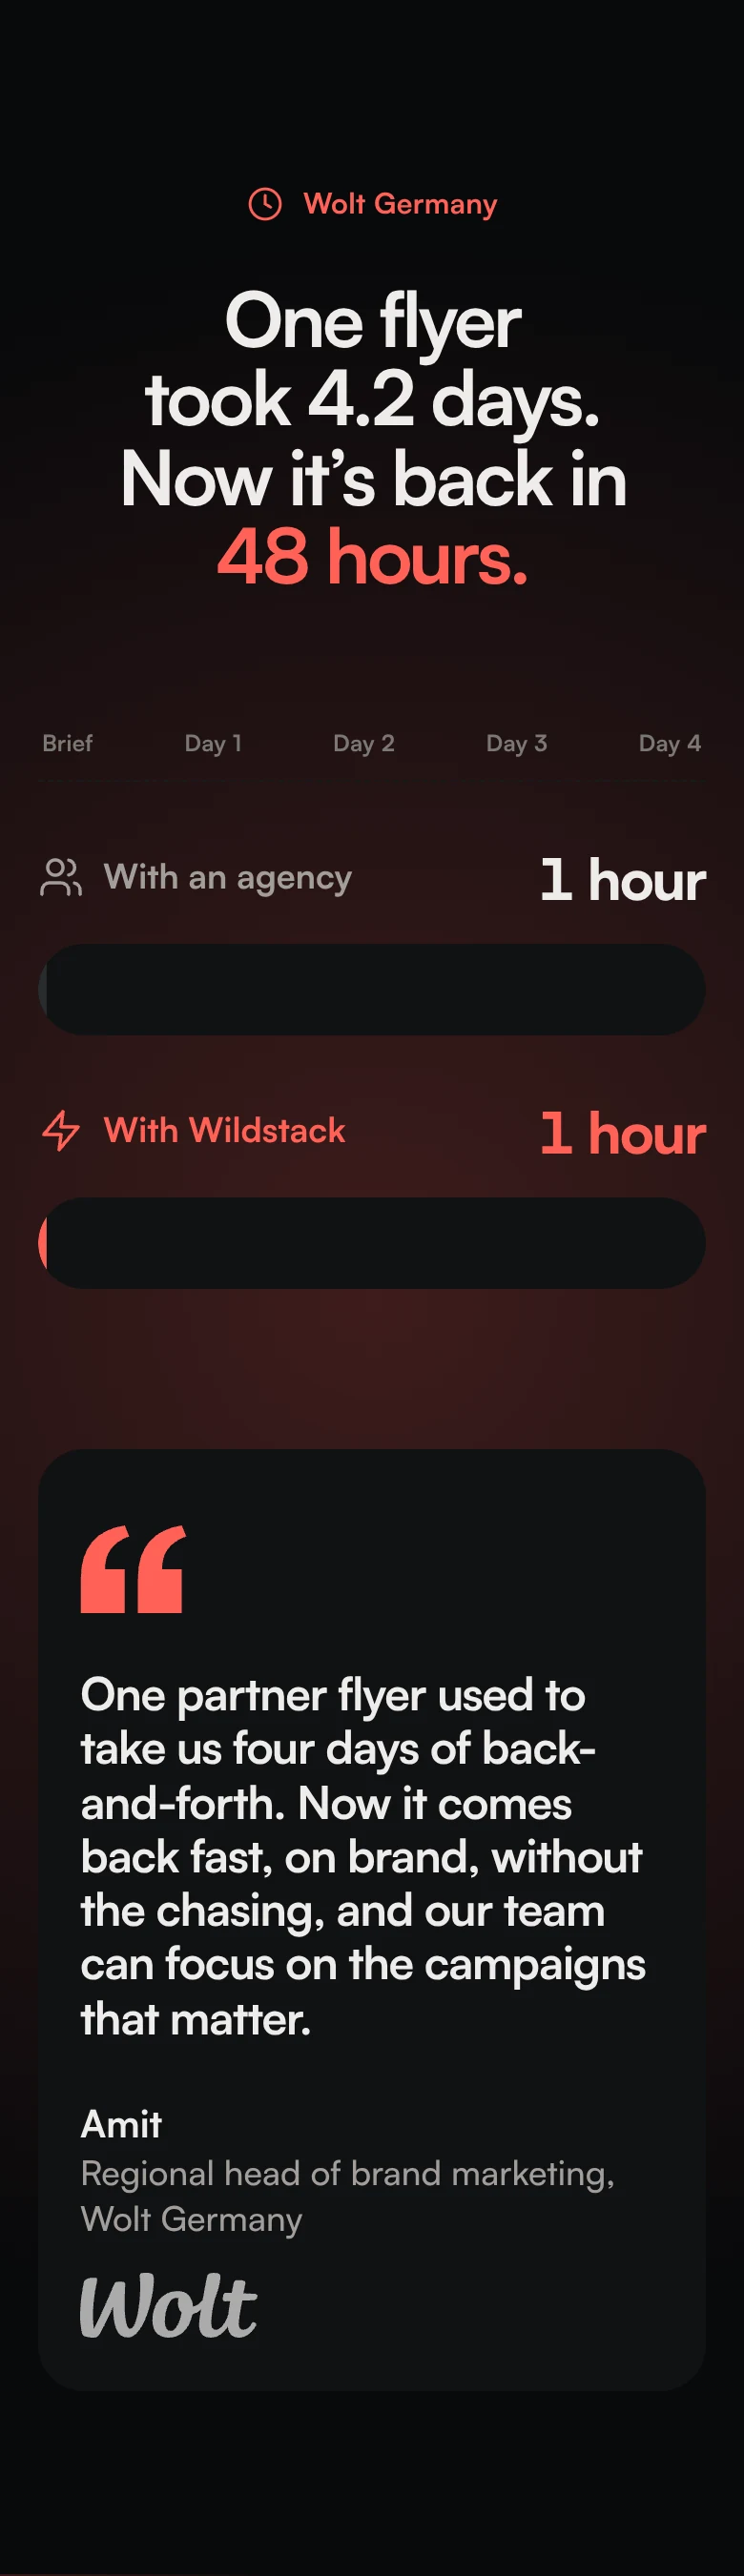 Wolt Germany
One flyer
took 4.2 days.
Now it’s back in
48 hours.
Brief Day 1 Day 2 Day 3 Day 4
With an agency 1 hour
With Wildstack 1 hour
One partner flyer used to
take us four days of back-
and-forth. Now it comes
back fast, on brand, without
the chasing, and our team
can focus on the campaigns
that matter.
Amit
Regional head of brand marketing,
Wolt Germany
Wolt